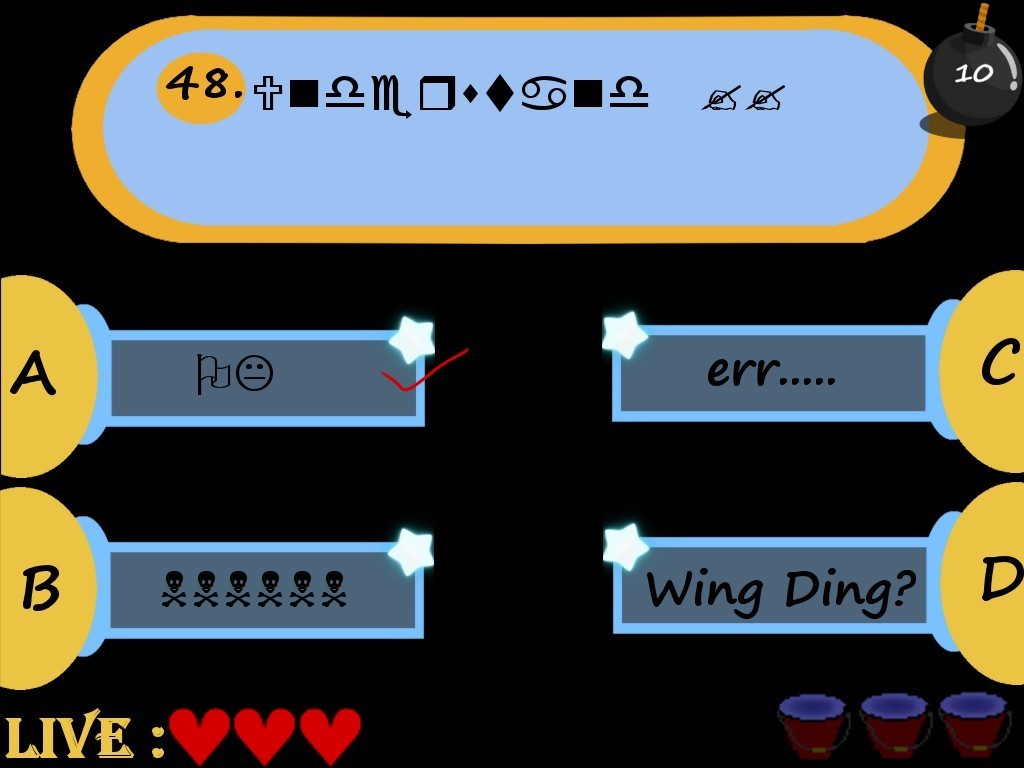 48. 🕆■♎♏❒⬧⧫♋■♎ ✍✍
10
A ⚐😐
C err.....
B ☠☠☠☠☠☠
D Wing Ding?
LIVE :